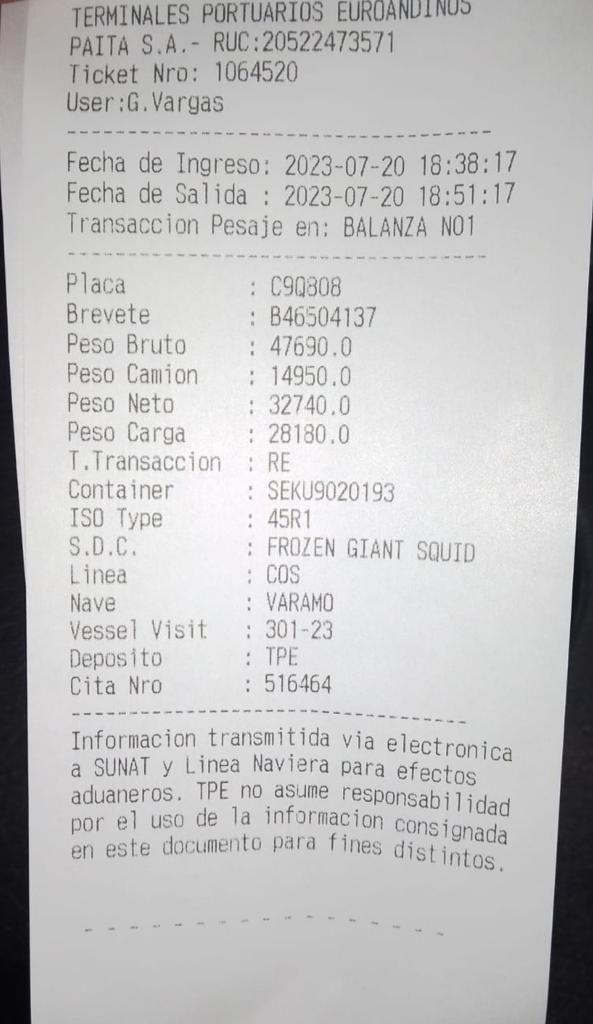 TERMINALES PORTUARIOS EUROANDINOS
PAITA S.A.- RUC:20522473571
Ticket Nro: 1064520
User:G.Vargas
Fecha de Ingreso: 2023-07-20 18:38:17
Fecha de Salida : 2023-07-20 18:51:17
Transaccion Pesaje en: BALANZA NO1
Placa : C9Q808
Brevete : B46504137
Peso Bruto : 47690.0
Peso Camion : 14950.0
Peso Neto : 32740.0
Peso Carga : 28180.0
T.Transaccion : RE
Container : SEKU9020193
ISO Type : 45R1
S.D.C. : FROZEN GIANT SQUID
Linea : COS
Nave : VARAMO
Vessel Visit : 301-23
Deposito : TPE
Cita Nro : 516464
Informacion transmitida via electronica
a SUNAT y Linea Naviera para efectos
aduaneros. TPE no asume responsabilidad
por el uso de la informacion consignada
en este documento para fines distintos.